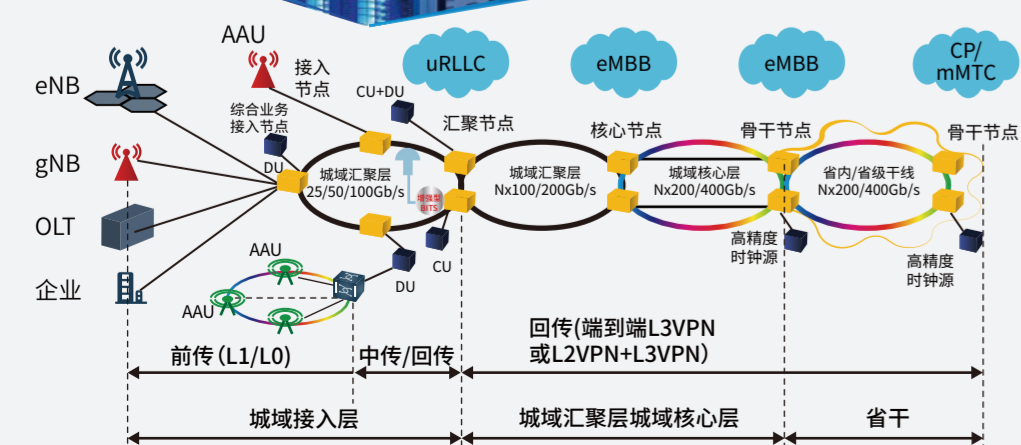 AAU
eNB
接入
节点
uRLLC
eMBB
eMBB
CP/
mMTC
CU+DU
综合业务
接入节点
汇聚节点
核心节点
骨干节点
骨干节点
gNB
DU
城域汇聚层
25/50/100Gb/s
城域汇聚层
Nx100/200Gb/s
城域核心层
Nx200/400Gb/s
省内/省级干线
Nx200/400Gb/s
增强型
BITS
OLT
高精度
时钟源
AAU
CU
高精度
时钟源
DU
企业
AAU
回传(端到端L3VPN
或L2VPN+L3VPN)
前传(L1/L0)
中传/回传
城域接入层
城域汇聚层城域核心层
省干